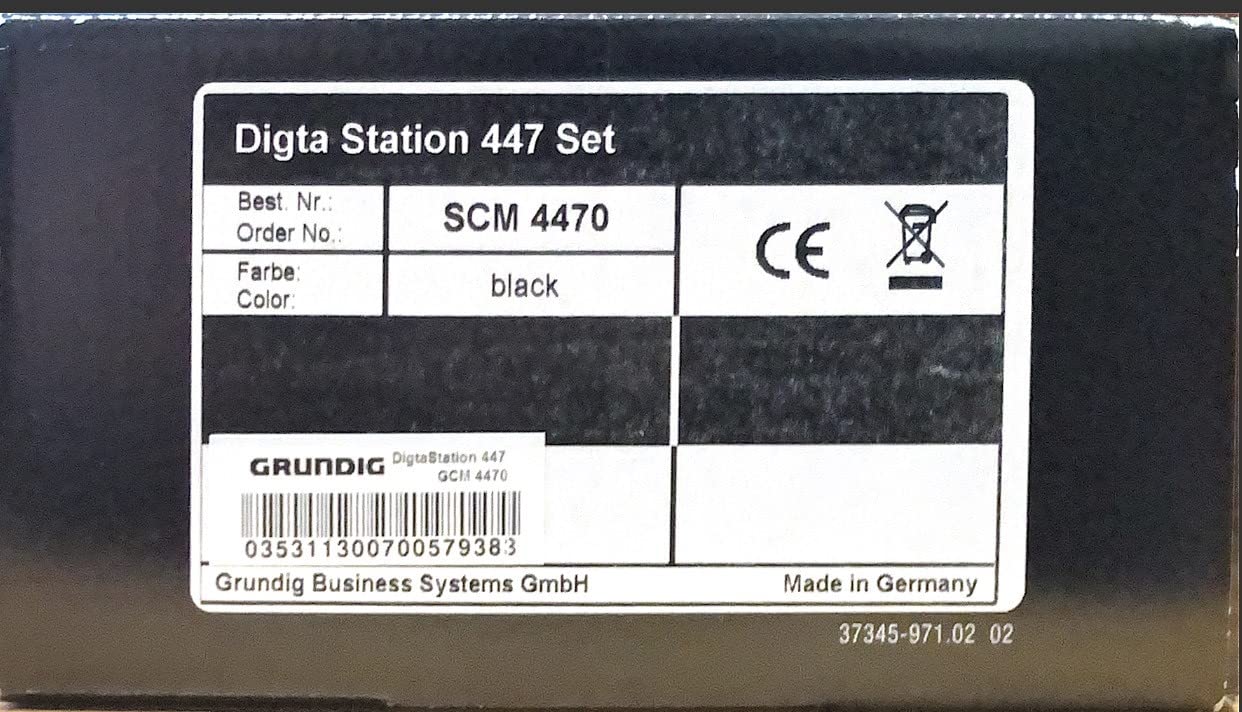 Digta Station 447 Set
Best. Nr.:
Order No.:
SCM 4470
Farbe:
Color:
black
CE
GRUNDIG
DigtaStation 447
GCM 4470
035311300700579383
Grundig Business Systems GmbH
Made in Germany
37345-971.02 02